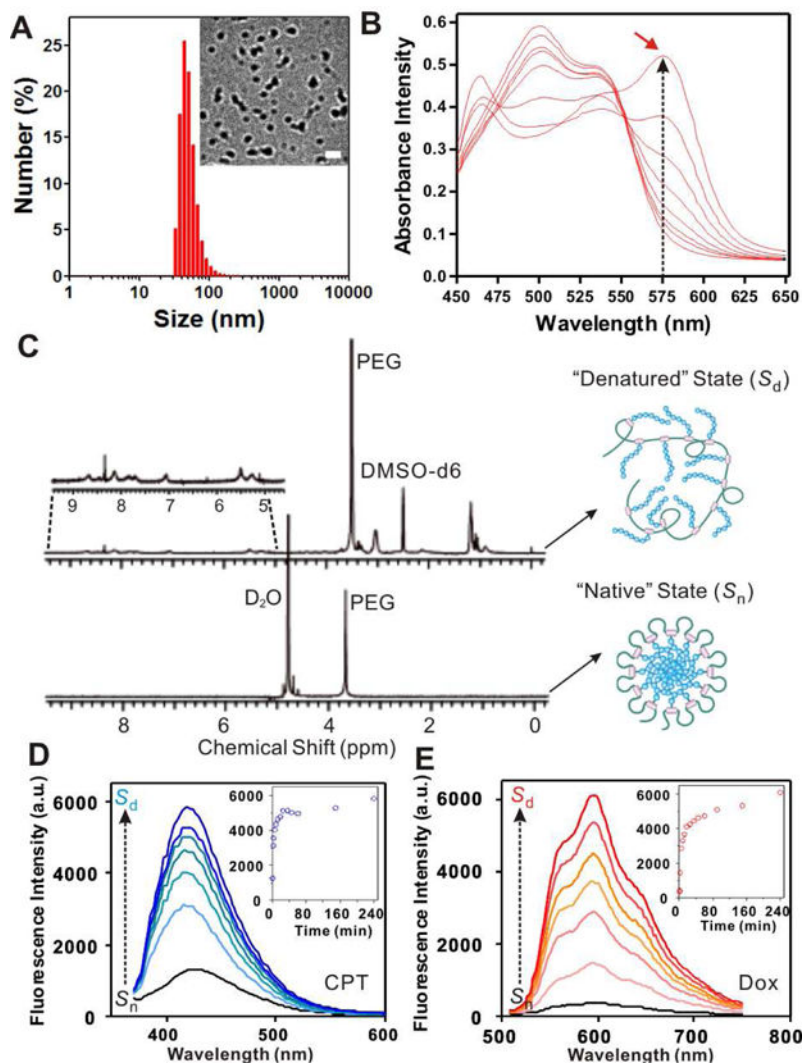 A
Number (%)
25
20
15
10
5
0
1
10
100
1000
10000
Size (nm)
B
Absorbance Intensity
0.6
0.5
0.4
0.3
0.2
0.1
0.0
450
475
500
525
550
575
600
625
650
Wavelength (nm)
C
PEG
DMSO-d6
9
8
7
6
5
"Denatured" State (Sd)
D2O
PEG
"Native" State (Sn)
8
6
4
2
0
Chemical Shift (ppm)
D
Fluorescence Intensity (a.u.)
6000
4000
2000
0
Sd
Sn
6000
4000
2000
0
0
80
160
240
Time (min)
CPT
400
500
600
Wavelength (nm)
E
Fluorescence Intensity (a.u.)
8000
6000
4000
2000
0
Sd
Sn
6000
4000
2000
0
0
80
160
240
Time (min)
Dox
500
600
700
800
Wavelength (nm)